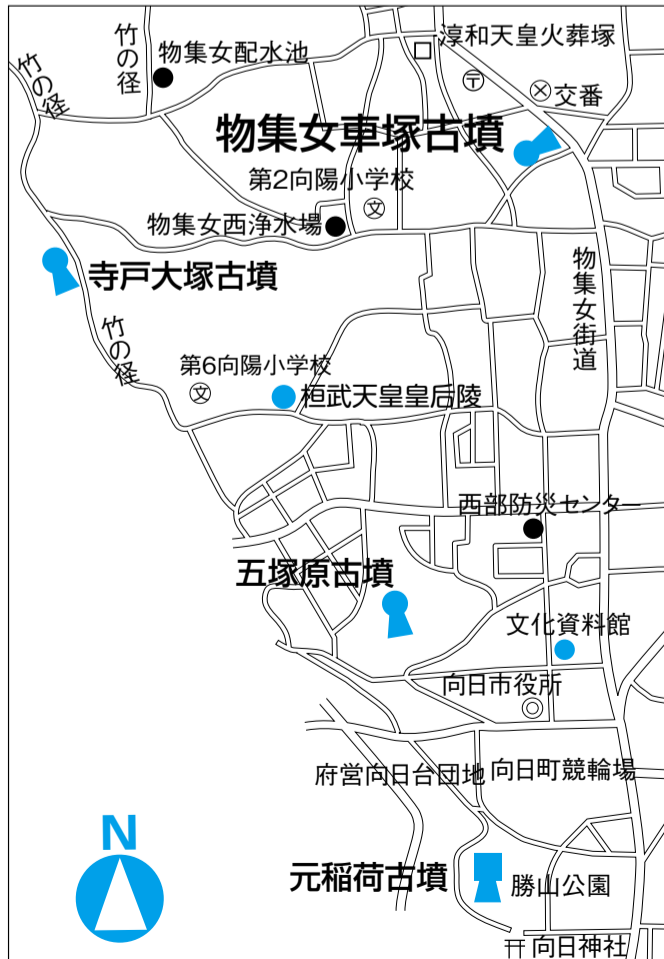 竹の径
竹の径
物集女配水池
淳和天皇火葬塚
〒
交番
物集女車塚古墳
第2向陽小学校
文
物集女西浄水場
寺戸大塚古墳
物集女街道
竹の径
第6向陽小学校
文
桓武天皇皇后陵
西部防災センター
五塚原古墳
文化資料館
向日市役所
府営向日台団地
向日町競輪場
N
元稲荷古墳
勝山公園
向日神社